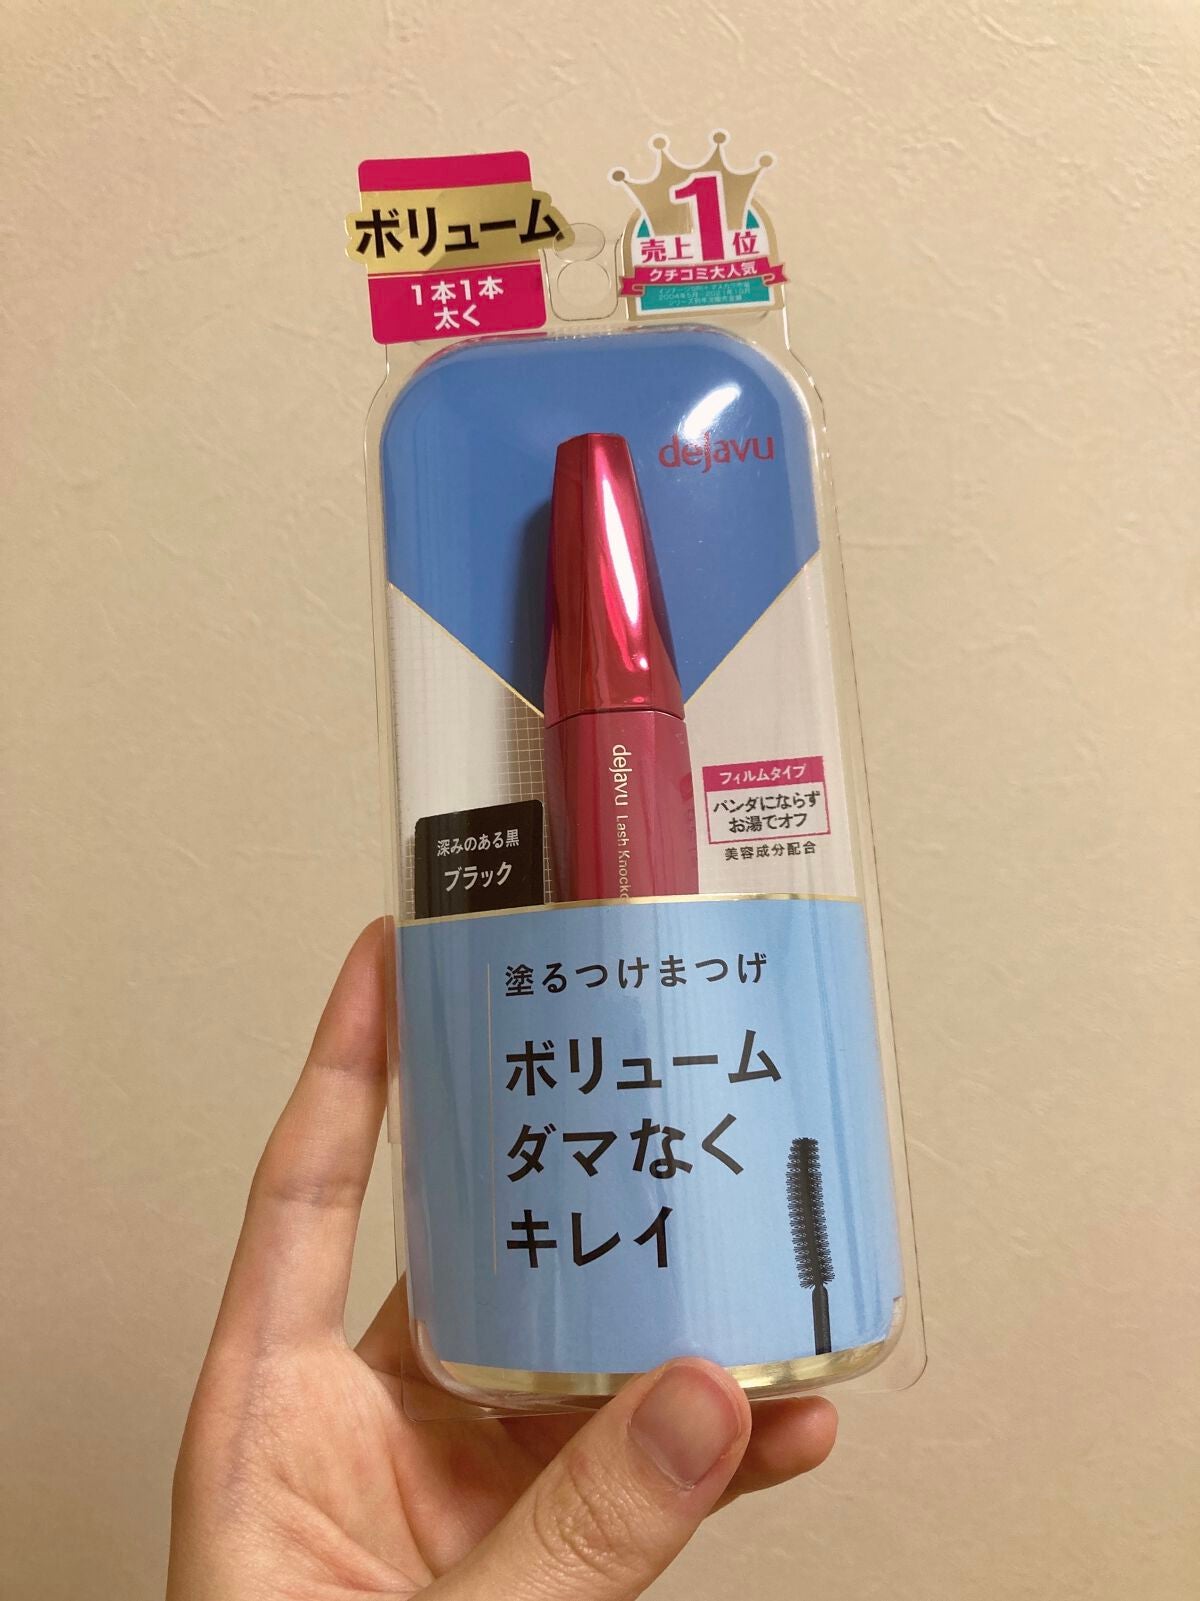 ボリューム
1本1本
太く
売上1位
クチコミ大人気
dejavu
dejavu Lash Knocko
フィルムタイプ
パンダにならず
お湯でオフ
美容成分配合
深みのある黒
ブラック
塗るつけまつげ
ボリューム
ダマなく
キレイ